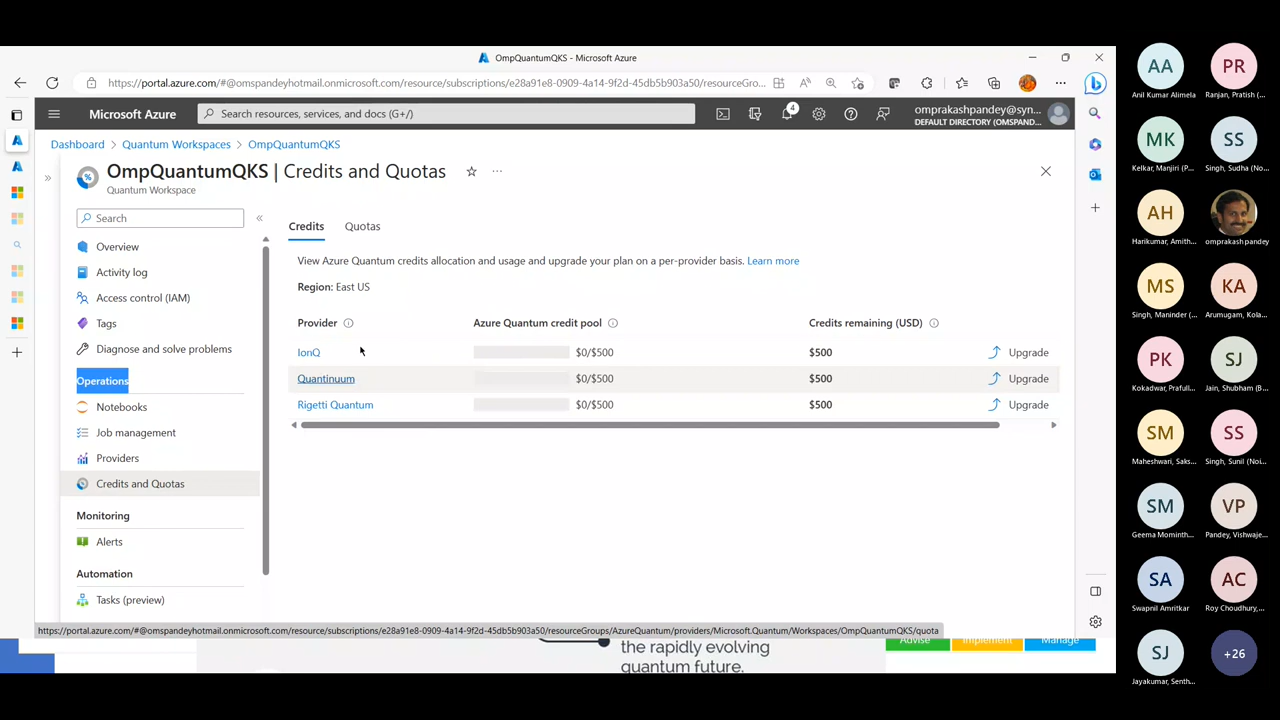 OmpQuantumQKS - Microsoft Azure
https://portal.azure.com/#@omspandeyhotmail.onmicrosoft.com/resource/subscriptions/e28a91e8-0909-4a14-9f2d-45db5b903a50/resourceGro...
Microsoft Azure
Search resources, services, and docs (G+/)
4
omprakashpandey@syn...
DEFAULT DIRECTORY (OMSPAND...
Dashboard > Quantum Workspaces > OmpQuantumQKS
OmpQuantumQKS | Credits and Quotas
Quantum Workspace
Search
Overview
Activity log
Access control (IAM)
Tags
Diagnose and solve problems
Operations
Notebooks
Job management
Providers
Credits and Quotas
Monitoring
Alerts
Automation
Tasks (preview)
Credits Quotas
View Azure Quantum credits allocation and usage and upgrade your plan on a per-provider basis. Learn more
Region: East US
Provider Azure Quantum credit pool Credits remaining (USD)
IonQ $0/$500 $500 Upgrade
Quantinuum $0/$500 $500 Upgrade
Rigetti Quantum $0/$500 $500 Upgrade
https://portal.azure.com/#@omspandeyhotmail.onmicrosoft.com/resource/subscriptions/e28a91e8-0909-4a14-9f2d-45db5b903a50/resourceGroups/AzureQuantum/providers/Microsoft.Quantum/Workspaces/OmpQuantumQKS/quota
the rapidly evolving
quantum future.
Advise Implement Manage
AA PR
Anil Kumar Alimela Ranjan, Pratish (...
MK SS
Kelkar, Manjiri (P... Singh, Sudha (No...
AH
Harikumar, Amith... omprakash pandey
MS KA
Singh, Maninder (... Arumugam, Kola...
PK SJ
Kokadwar, Prafull... Jain, Shubham (B...
SM SS
Maheshwari, Saks... Singh, Sunil (Noi...
SM VP
Geema Mominth... Pandey, Vishwaje...
SA AC
Swapnil Amritkar Roy Choudhury,...
SJ +26
Jayakumar, Senth...